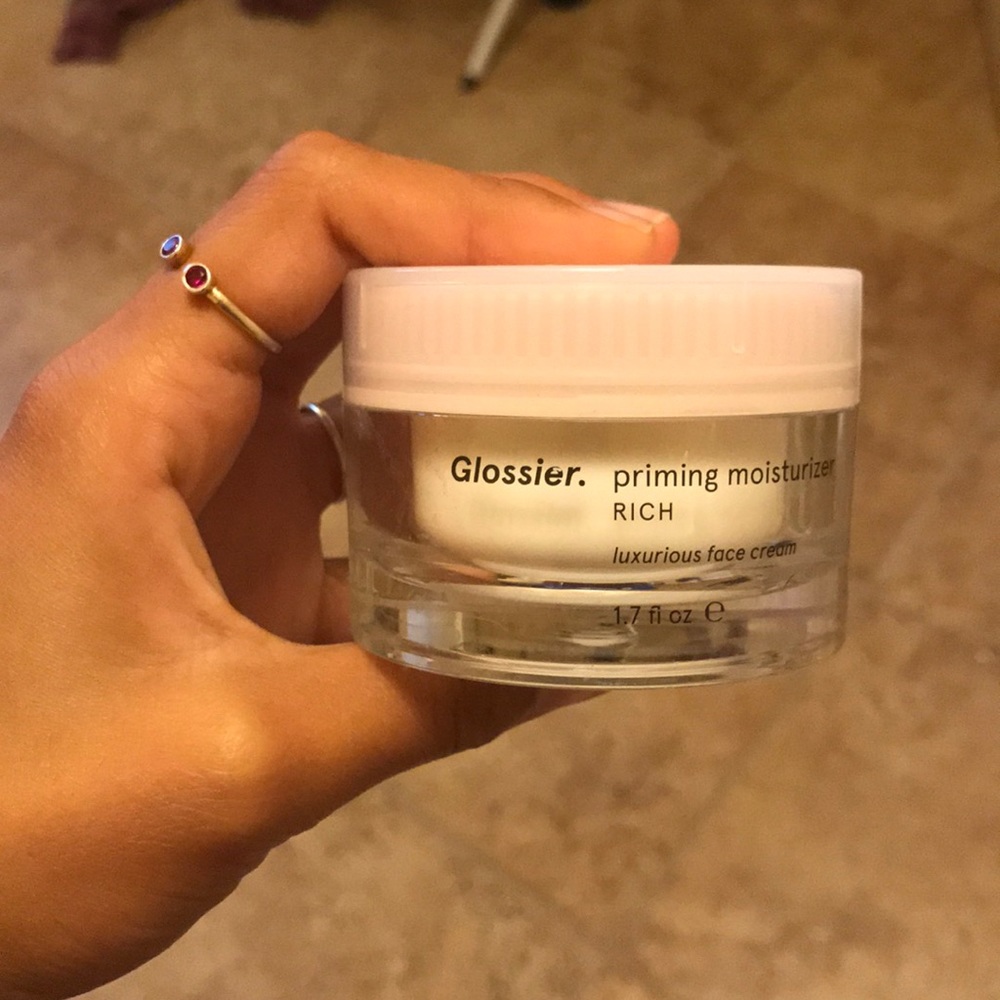 Glossier. priming moisturizer
RICH
luxurious face cream
1.7 fl oz ℮